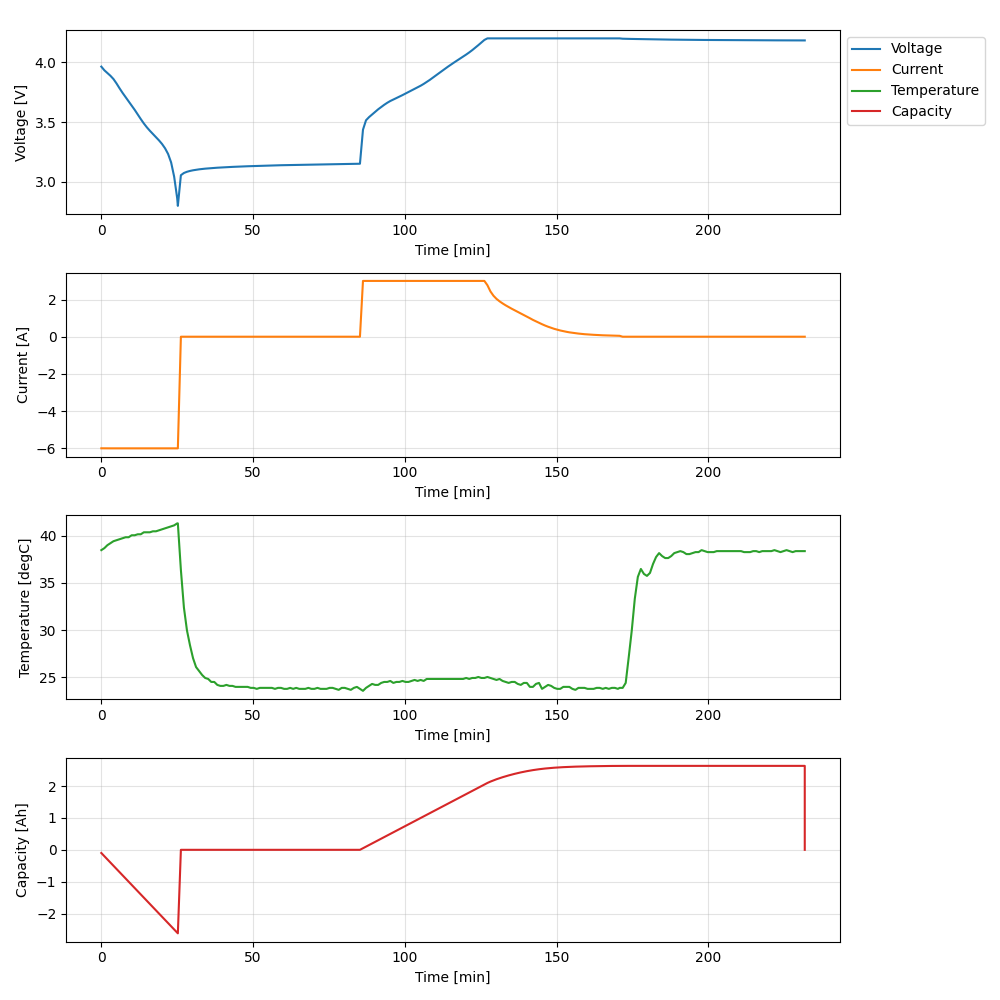 Voltage [V]
4.0
3.5
3.0
0 50 100 150 200
Time [min]
Voltage
Current
Temperature
Capacity
Current [A]
2
0
−2
−4
−6
0 50 100 150 200
Time [min]
Temperature [degC]
40
35
30
25
0 50 100 150 200
Time [min]
Capacity [Ah]
2
1
0
−1
−2
0 50 100 150 200
Time [min]